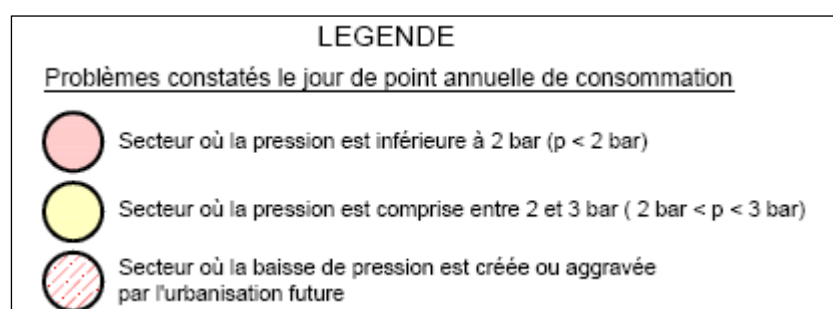 LEGENDE
Problèmes constatés le jour de point annuelle de consommation
Secteur où la pression est inférieure à 2 bar (p < 2 bar)
Secteur où la pression est comprise entre 2 et 3 bar ( 2 bar < p < 3 bar)
Secteur où la baisse de pression est créée ou aggravée
par l'urbanisation future